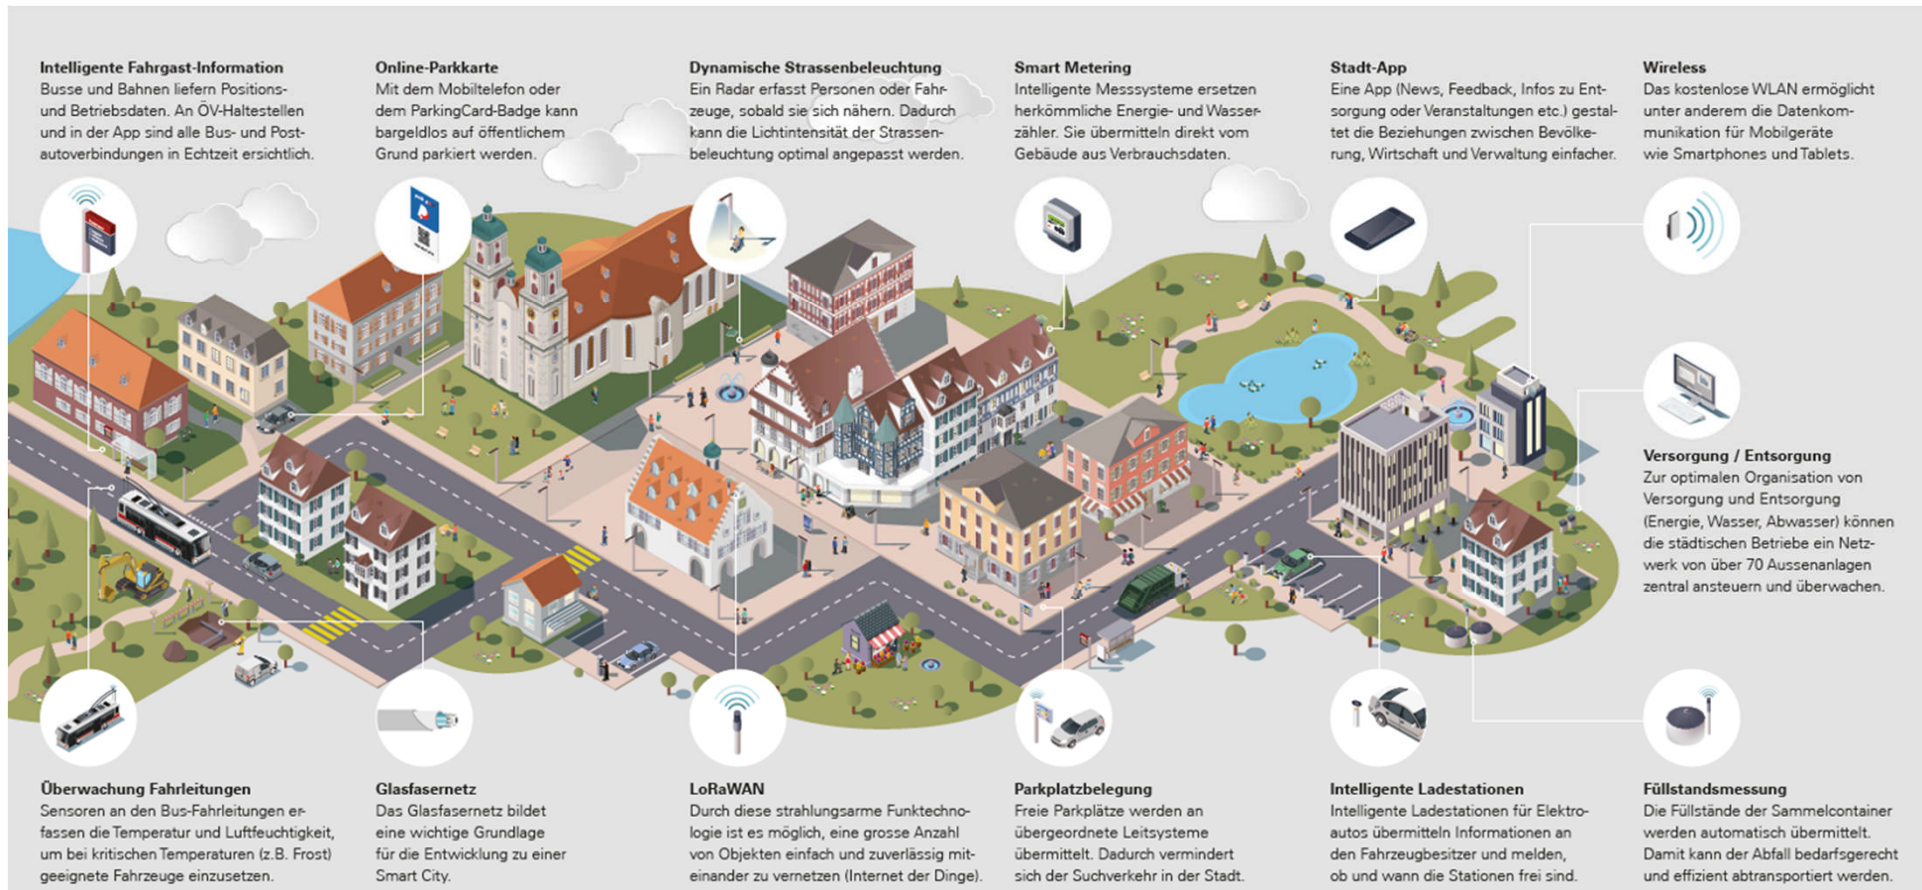 Intelligente Fahrgast-Information
Busse und Bahnen liefern Positions-
und Betriebsdaten. An ÖV-Haltestellen
und in der App sind alle Bus- und Post-
autoverbindungen in Echtzeit ersichtlich.
Online-Parkkarte
Mit dem Mobiltelefon oder
dem ParkingCard-Badge kann
bargeldlos auf öffentlichem
Grund parkiert werden.
Dynamische Strassenbeleuchtung
Ein Radar erfasst Personen oder Fahr-
zeuge, sobald sie sich nähern. Dadurch
kann die Lichtintensität der Strassen-
beleuchtung optimal angepasst werden.
Smart Metering
Intelligente Messsysteme ersetzen
herkömmliche Energie- und Wasser-
zähler. Sie übermitteln direkt vom
Gebäude aus Verbrauchsdaten.
Stadt-App
Eine App (News, Feedback, Infos zu Ent-
sorgung oder Veranstaltungen etc.) gestal-
tet die Beziehungen zwischen Bevölke-
rung, Wirtschaft und Verwaltung einfacher.
Wireless
Das kostenlose WLAN ermöglicht
unter anderem die Datenkom-
munikation für Mobilgeräte
wie Smartphones und Tablets.
Versorgung / Entsorgung
Zur optimalen Organisation von
Versorgung und Entsorgung
(Energie, Wasser, Abwasser) können
die städtischen Betriebe ein Netz-
werk von über 70 Aussenanlagen
zentral ansteuern und überwachen.
Überwachung Fahrleitungen
Sensoren an den Bus-Fahrleitungen er-
fassen die Temperatur und Luftfeuchtigkeit,
um bei kritischen Temperaturen (z.B. Frost)
geeignete Fahrzeuge einzusetzen.
Glasfasernetz
Das Glasfasernetz bildet
eine wichtige Grundlage
für die Entwicklung zu einer
Smart City.
LoRaWAN
Durch diese strahlungsarme Funktechno-
logie ist es möglich, eine grosse Anzahl
von Objekten einfach und zuverlässig mit-
einander zu vernetzen (Internet der Dinge).
Parkplatzbelegung
Freie Parkplätze werden an
übergeordnete Leitsysteme
übermittelt. Dadurch vermindert
sich der Suchverkehr in der Stadt.
Intelligente Ladestationen
Intelligente Ladestationen für Elektro-
autos übermitteln Informationen an
den Fahrzeugbesitzer und melden,
ob und wann die Stationen frei sind.
Füllstandsmessung
Die Füllstände der Sammelcontainer
werden automatisch übermittelt.
Damit kann der Abfall bedarfsgerecht
und effizient abtransportiert werden.